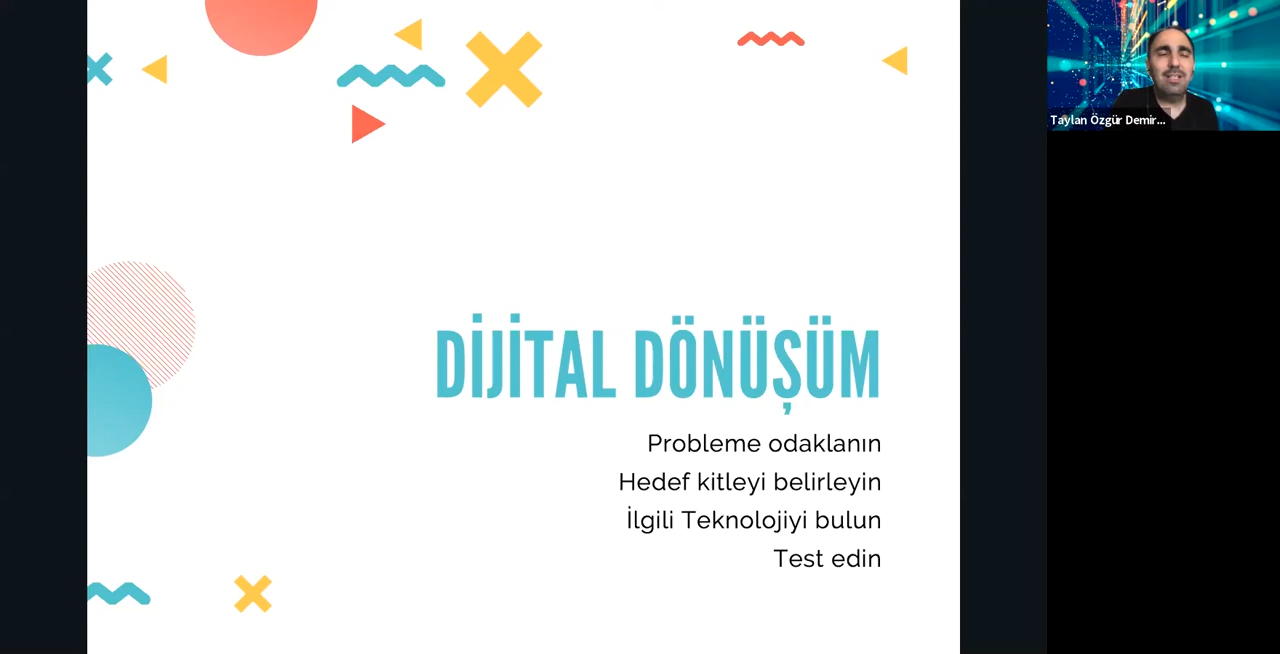 Taylan Özgür Demir...
DİJİTAL DÖNÜŞÜM
Probleme odaklanın
Hedef kitleyi belirleyin
İlgili Teknolojiyi bulun
Test edin